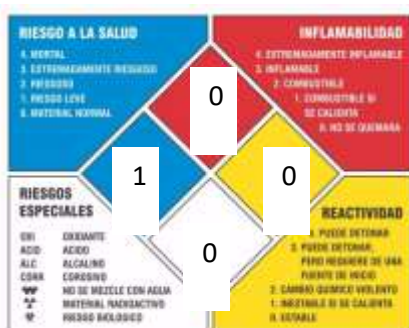 RIESGO A LA SALUD
4. MORTAL
3. EXTREMADAMENTE RIESGOSO
2. RIESGOSO
1. RIESGO LEVE
0. MATERIAL NORMAL
INFLAMABILIDAD
4. EXTREMADAMENTE INFLAMABLE
3. INFLAMABLE
2. COMBUSTIBLE
1. COMBUSTIBLE SI
SE CALIENTA
0. NO SE QUEMARA
0
1
0
0
RIESGOS
ESPECIALES
OXI OXIDANTE
ACID ACIDO
ALC ALCALINO
CORR COROSIVO
W NO SE MEZCLE CON AGUA
MATERIAL RADIOACTIVO
RIESGO BIOLOGICO
REACTIVIDAD
PUEDE DETONAR
3. PUEDE DETONAR,
PERO REQUIERE DE UNA
FUENTE DE INICIO
2. CAMBIO QUIMICO VIOLENTO
1. INESTABLE SI SE CALIENTA
0. ESTABLE